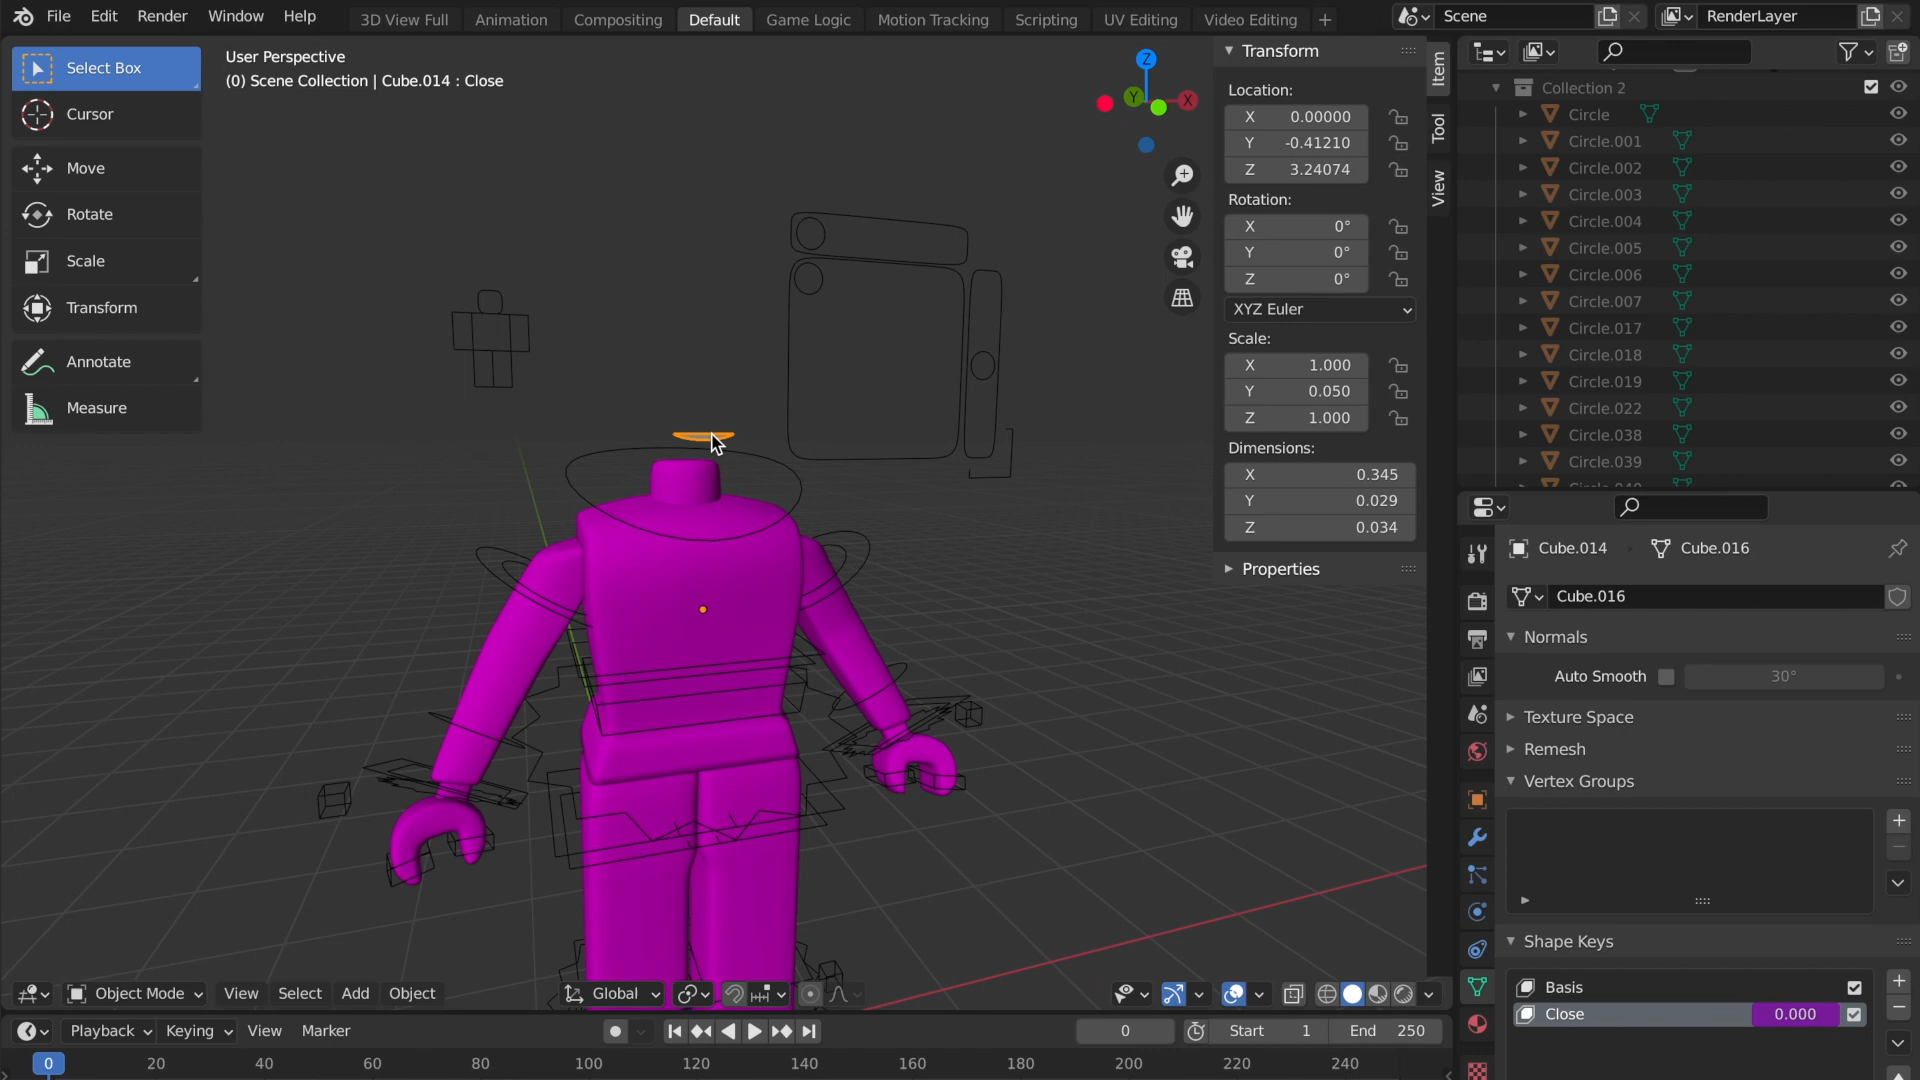 File Edit Render Window Help 3D View Full Animation Compositing Default Game Logic Motion Tracking Scripting UV Editing Video Editing + Scene RenderLayer
Select Box
Cursor
Move
Rotate
Scale
Transform
Annotate
Measure
User Perspective
(0) Scene Collection | Cube.014 : Close
Z
Y
X
Transform
Location:
X 0.00000
Y -0.41210
Z 3.24074
Rotation:
X 0°
Y 0°
Z 0°
XYZ Euler
Scale:
X 1.000
Y 0.050
Z 1.000
Dimensions:
X 0.345
Y 0.029
Z 0.034
Properties
Item
Tool
View
Collection 2
Circle
Circle.001
Circle.002
Circle.003
Circle.004
Circle.005
Circle.006
Circle.007
Circle.017
Circle.018
Circle.019
Circle.022
Circle.038
Circle.039
Cube.014 Cube.016
Cube.016
Normals
Auto Smooth 30°
Texture Space
Remesh
Vertex Groups
Shape Keys
Basis
Close 0.000
Object Mode View Select Add Object Global
Playback Keying View Marker 0 Start 1 End 250
0 20 40 60 80 100 120 140 160 180 200 220 240